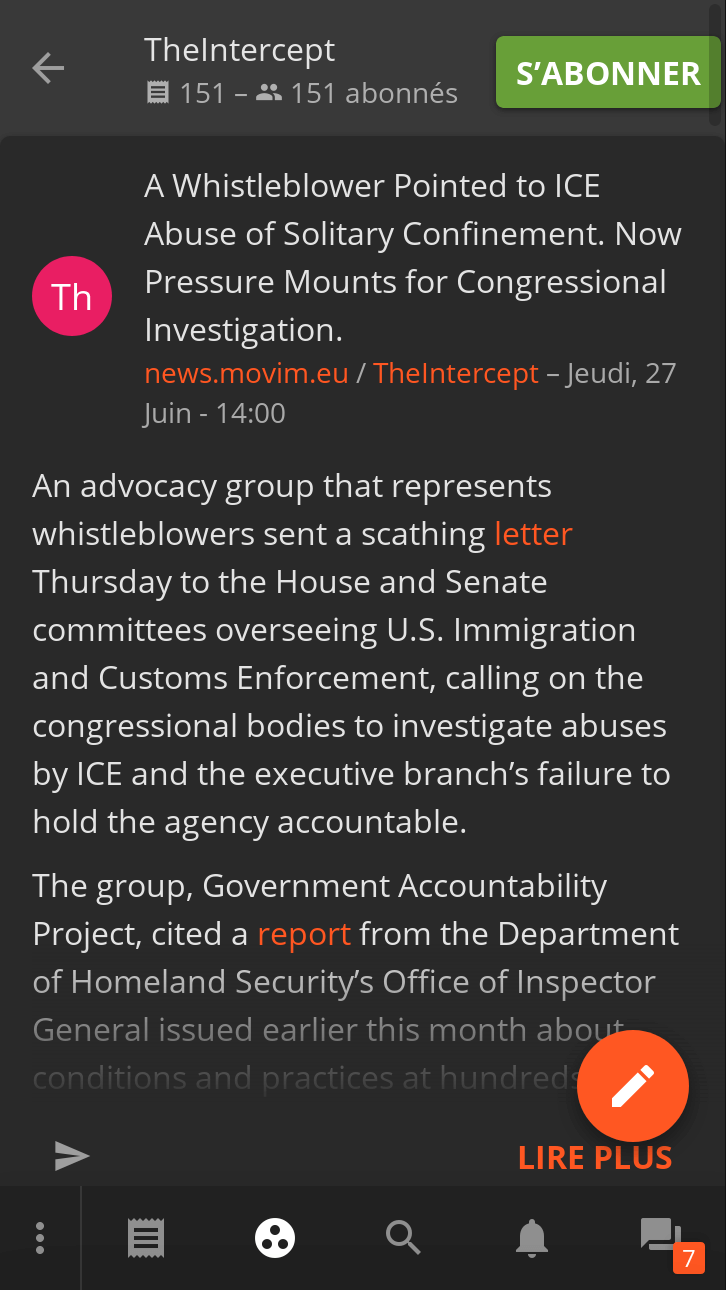 TheIntercept
151 – 151 abonnés
S’ABONNER
A Whistleblower Pointed to ICE
Abuse of Solitary Confinement. Now
Pressure Mounts for Congressional
Investigation.
Th
news.movim.eu / TheIntercept – Jeudi, 27
Juin - 14:00
An advocacy group that represents
whistleblowers sent a scathing letter
Thursday to the House and Senate
committees overseeing U.S. Immigration
and Customs Enforcement, calling on the
congressional bodies to investigate abuses
by ICE and the executive branch’s failure to
hold the agency accountable.
The group, Government Accountability
Project, cited a report from the Department
of Homeland Security’s Office of Inspector
General issued earlier this month about
conditions and practices at hundreds
LIRE PLUS
7